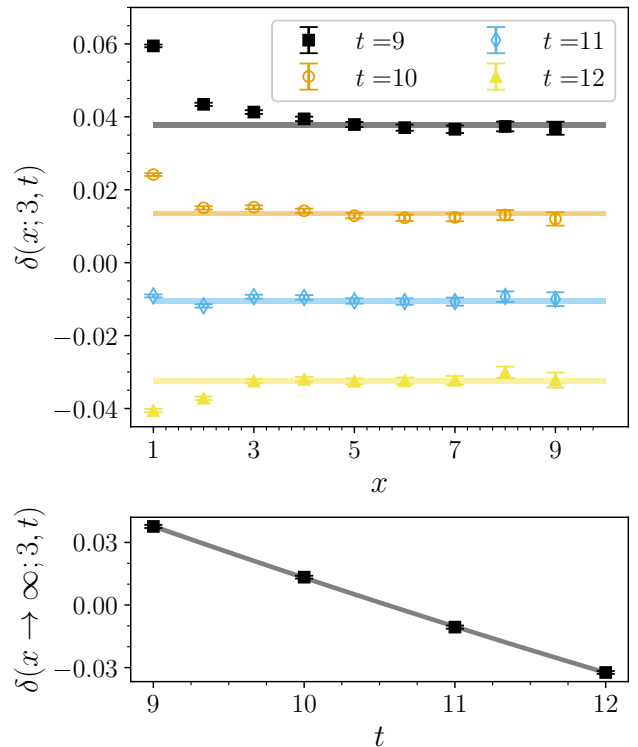 δ(x; 3, t)
0.06
0.04
0.02
0.00
−0.02
−0.04
t = 9
t = 11
t = 10
t = 12
1 3 5 7 9
x
δ(x → ∞; 3, t)
0.03
0.00
−0.03
9 10 11 12
t